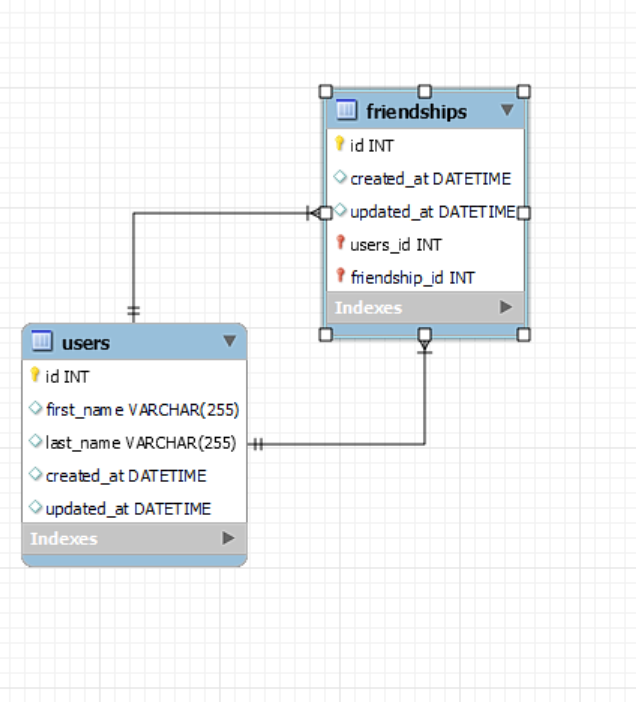 friendships
id INT
created_at DATETIME
updated_at DATETIME
users_id INT
friendship_id INT
Indexes
users
id INT
first_name VARCHAR(255)
last_name VARCHAR(255)
created_at DATETIME
updated_at DATETIME
Indexes